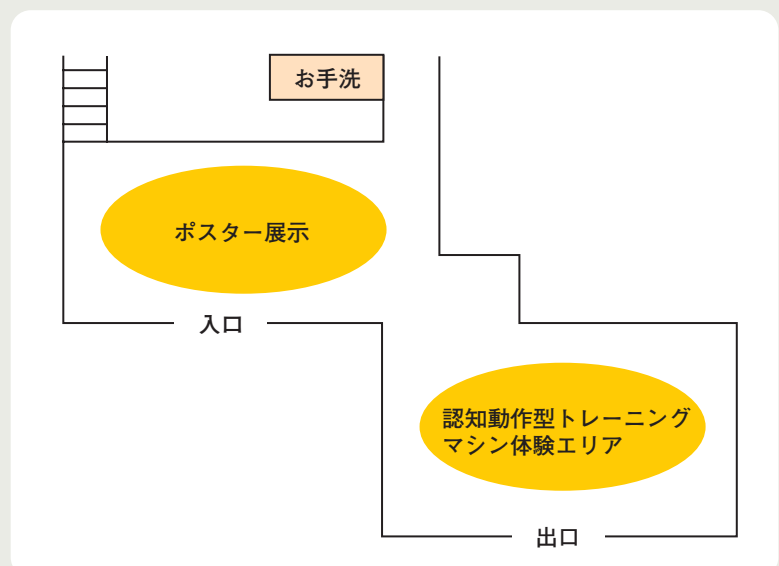 お手洗
ポスター展示
入口
認知動作型トレーニング
マシン体験エリア
出口